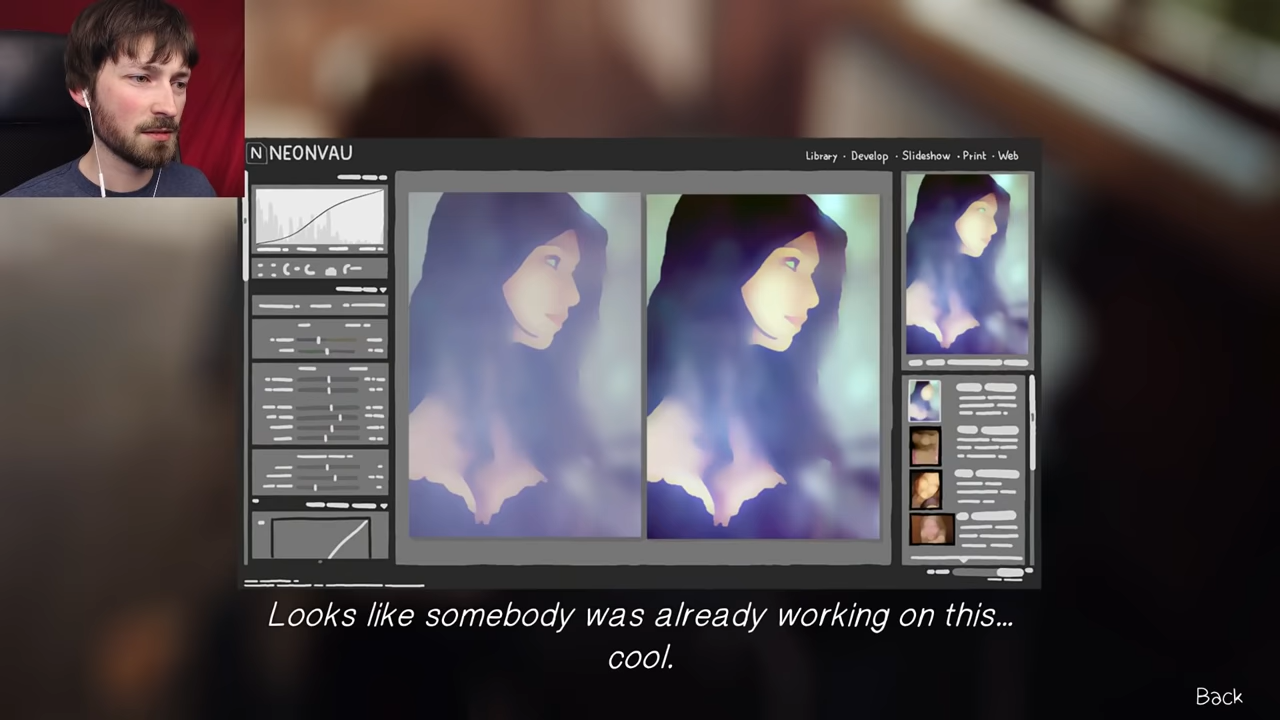 N NEONVAU
Library · Develop · Slideshow · Print · Web
Looks like somebody was already working on this...
cool.
Back